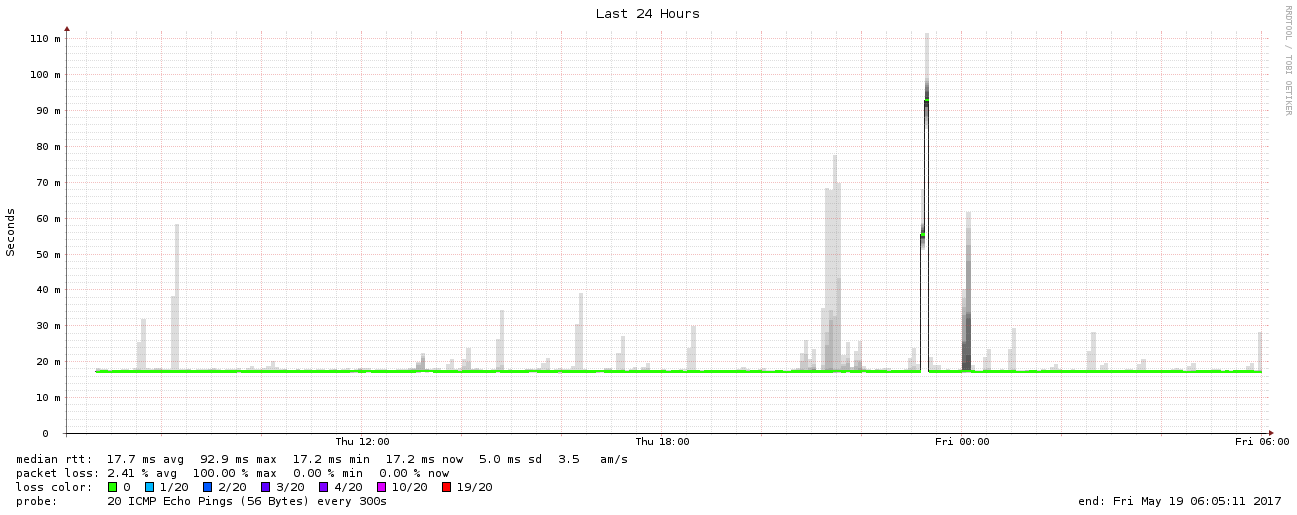 Last 24 Hours
RRDTOOL / TOBI OETIKER
110 m
100 m
90 m
80 m
70 m
60 m
50 m
40 m
30 m
20 m
10 m
0
Seconds
Thu 12:00 Thu 18:00 Fri 00:00 Fri 06:00
median rtt: 17.7 ms avg 92.9 ms max 17.2 ms min 17.2 ms now 5.0 ms sd 3.5 am/s
packet loss: 2.41 % avg 100.00 % max 0.00 % min 0.00 % now
loss color: 0 1/20 2/20 3/20 4/20 10/20 19/20
probe: 20 ICMP Echo Pings (56 Bytes) every 300s end: Fri May 19 06:05:11 2017